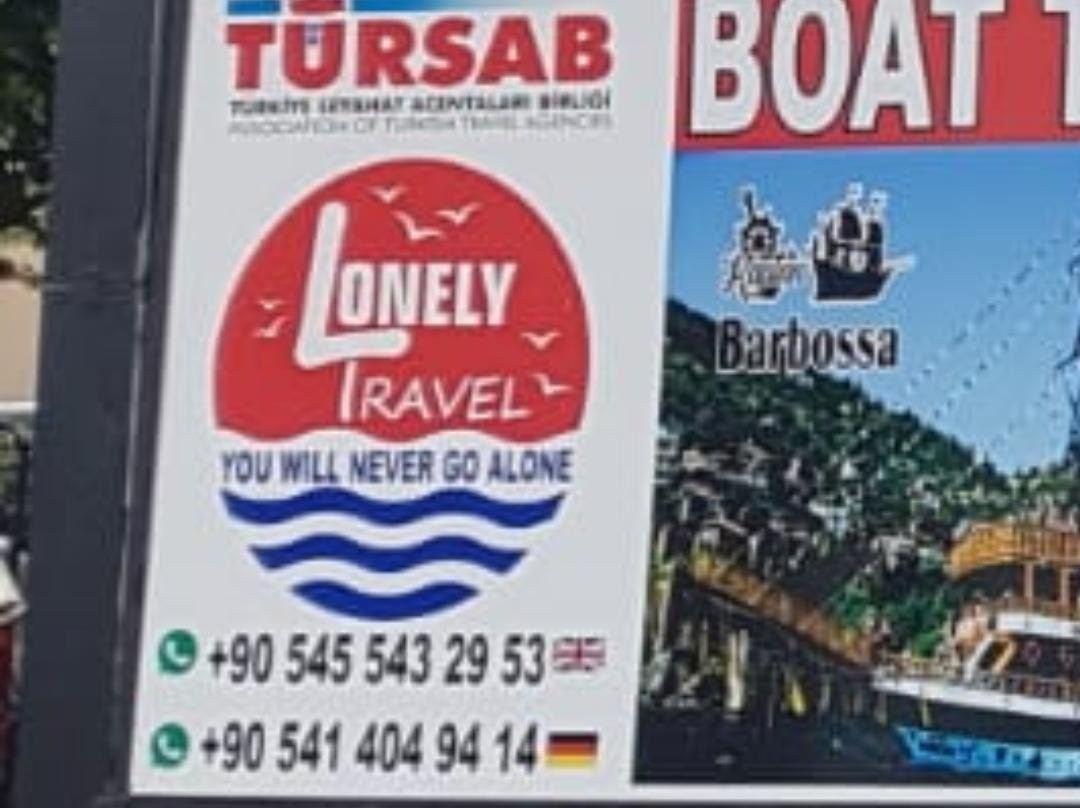 TÜRSAB
TÜRKİYE SEYAHAT ACENTALARI BİRLİĞİ
ASSOCIATION OF TURKISH TRAVEL AGENCIES
BOAT
LONELY
TRAVEL
YOU WILL NEVER GO ALONE
Barbossa
+90 545 543 29 53
+90 541 404 94 14